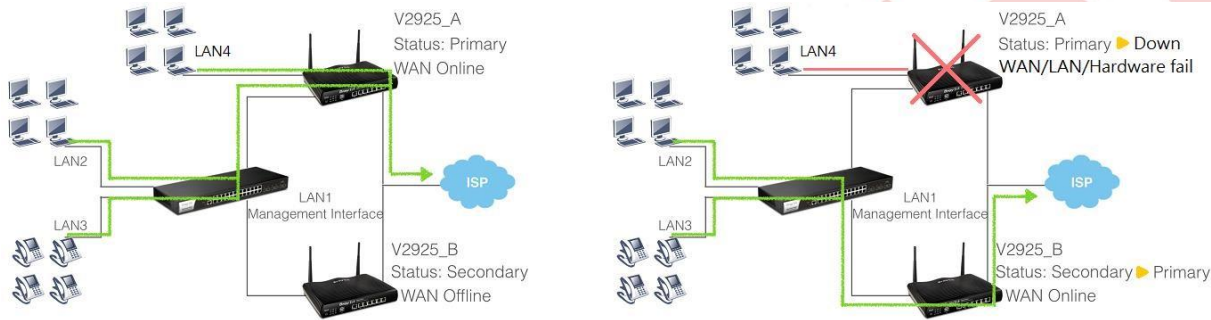 V2925_A
LAN4
Status: Primary
WAN Online
LAN2
ISP
LAN1
Management Interface
LAN3
V2925_B
Status: Secondary
WAN Offline
V2925_A
LAN4
Status: Primary ▶ Down
WAN/LAN/Hardware fail
LAN2
ISP
LAN1
Management Interface
LAN3
V2925_B
Status: Secondary ▶ Primary
WAN Online